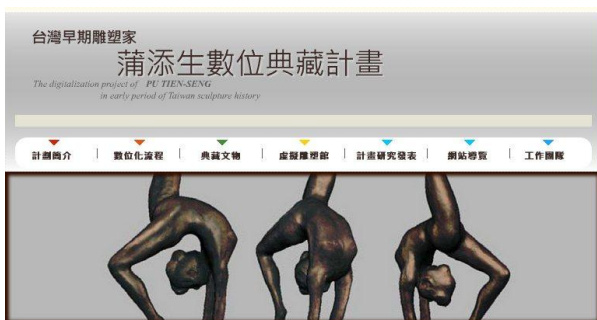 台灣早期雕塑家
蒲添生數位典藏計畫
The digitalization project of PU TIEN-SENG
in early period of Taiwan sculpture history
計劃簡介 | 數位化流程 | 典藏文物 | 虛擬雕塑館 | 計畫研究發表 | 網站導覽 | 工作團隊